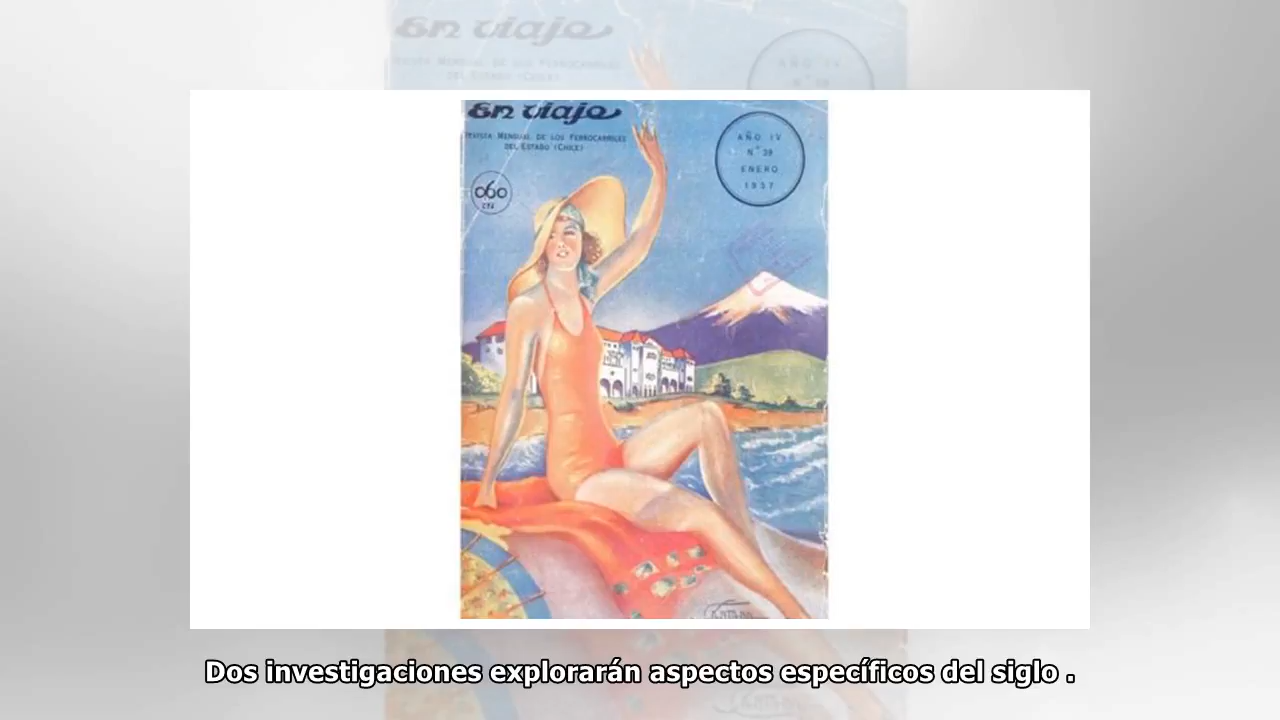 En viaje
REVISTA MENSUAL DE LOS FERROCARRILES
DEL ESTADO (CHILE)
AÑO IV
N° 39
ENERO
1937
060
Dos investigaciones explorarán aspectos específicos del siglo .